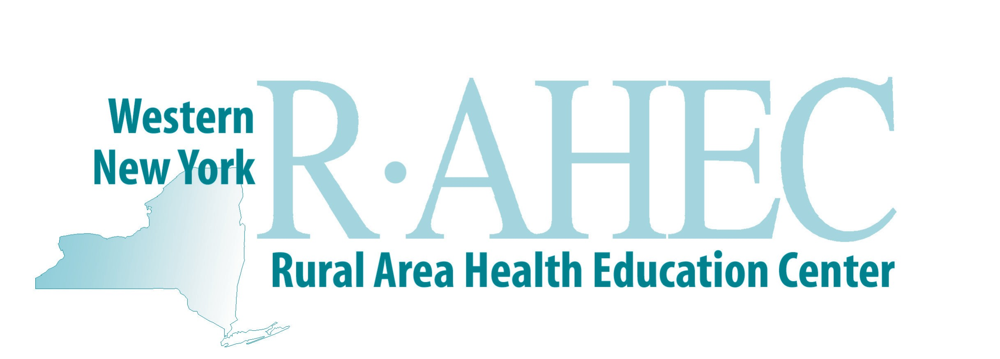 Western
New York
R·AHEC
Rural Area Health Education Center